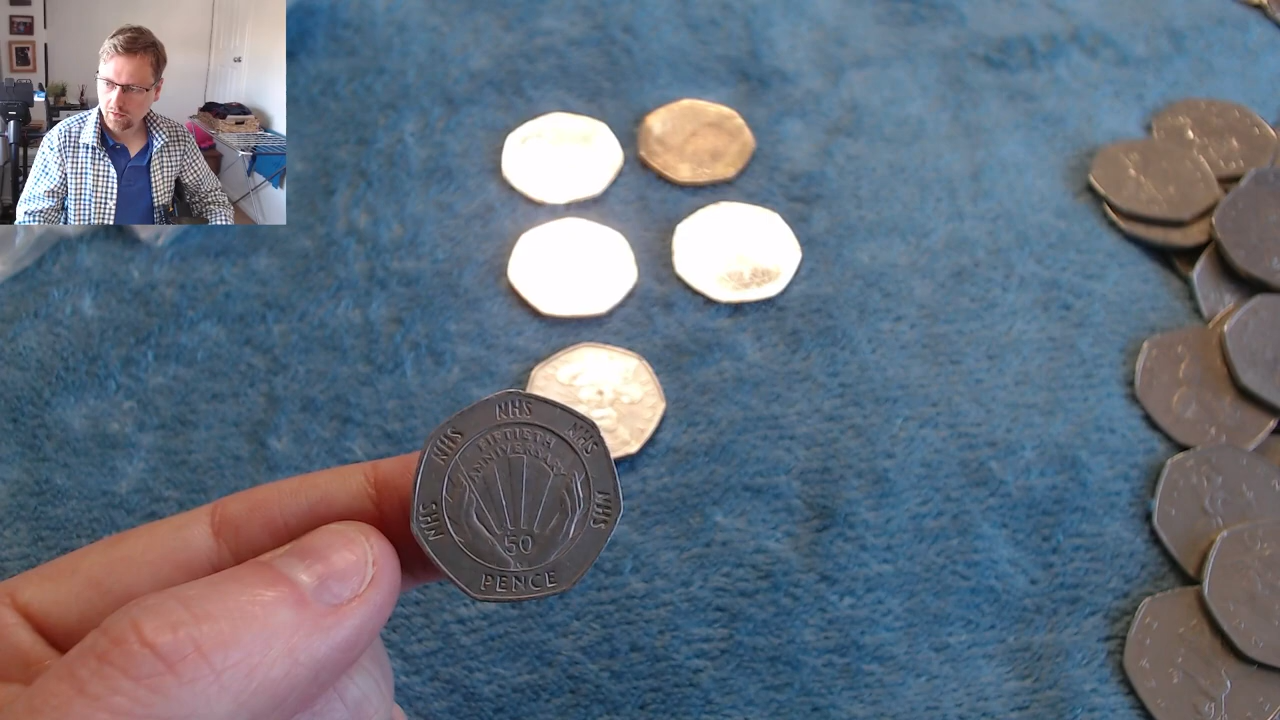 NHS NHS NHS NHS NHS
FIFTIETH
ANNIVERSARY
50
PENCE